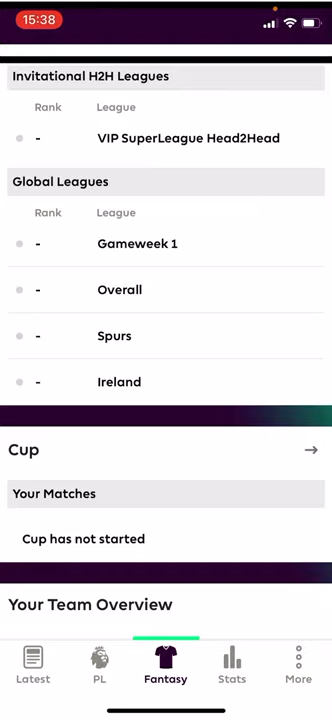 15:38
Invitational H2H Leagues
Rank League
- VIP SuperLeague Head2Head
Global Leagues
Rank League
- Gameweek 1
- Overall
- Spurs
- Ireland
Cup →
Your Matches
Cup has not started
Your Team Overview
Latest PL Fantasy Stats More